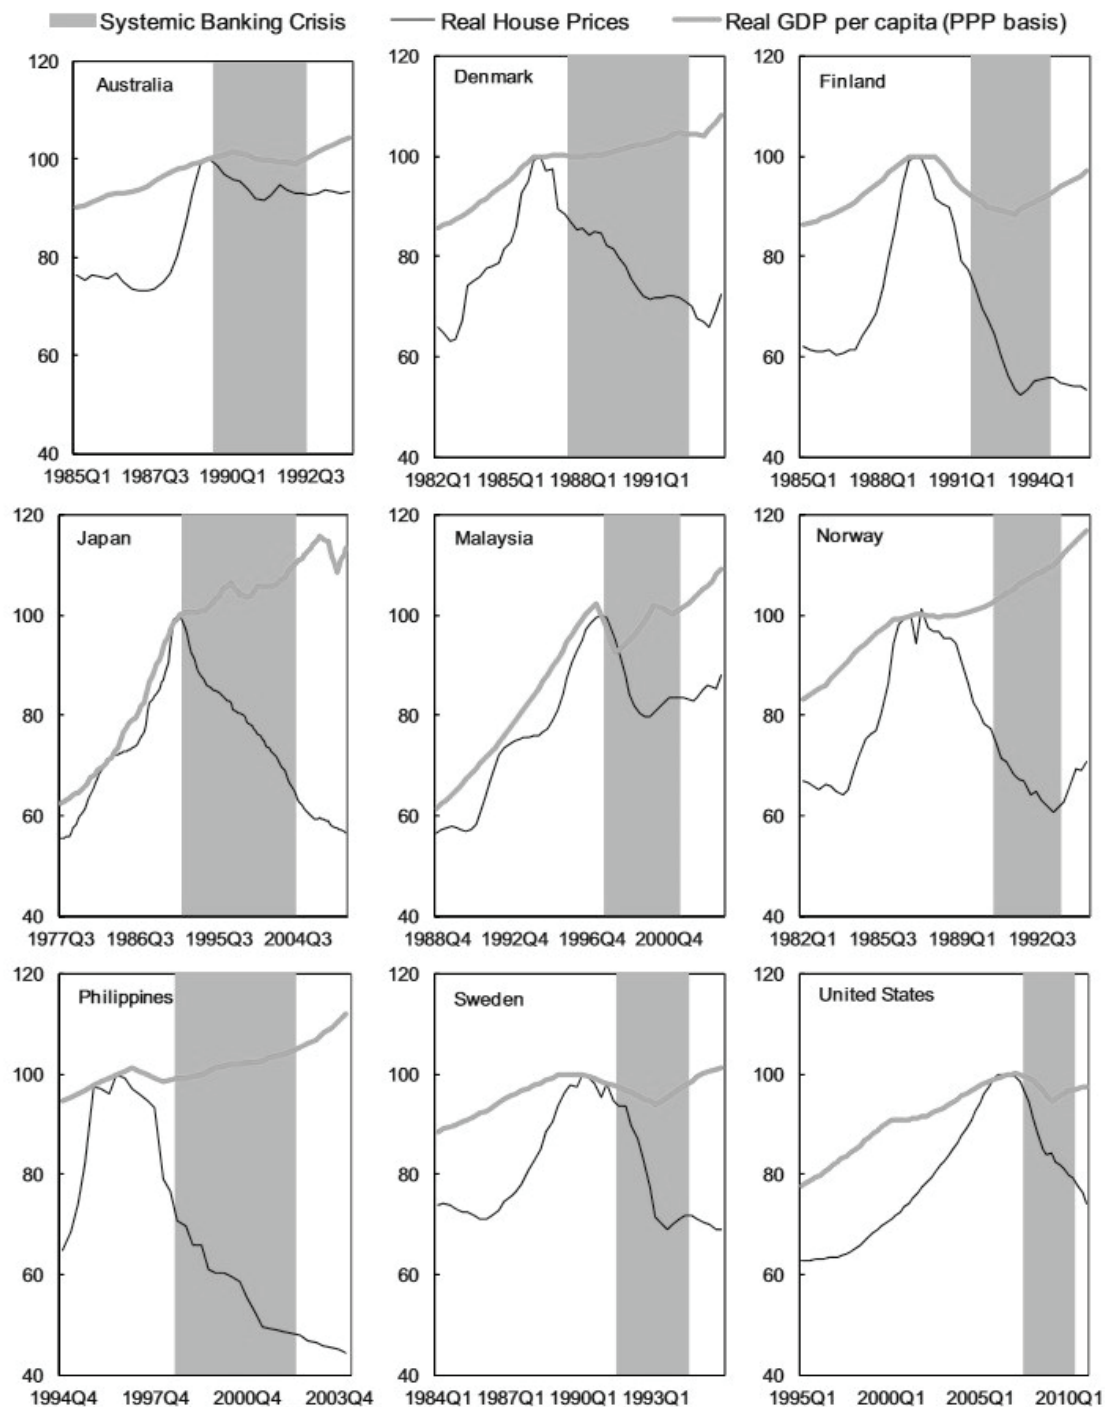 Systemic Banking Crisis Real House Prices Real GDP per capita (PPP basis)
120 120 120
Australia Denmark Finland
100 100 100
80 80 80
60 60 60
40 40 40
1985Q1 1987Q3 1990Q1 1992Q3 1982Q1 1985Q1 1988Q1 1991Q1 1985Q1 1988Q1 1991Q1 1994Q1
120 120 120
Japan Malaysia Norway
100 100 100
80 80 80
60 60 60
40 40 40
1977Q3 1986Q3 1995Q3 2004Q3 1988Q4 1992Q4 1996Q4 2000Q4 1982Q1 1985Q3 1989Q1 1992Q3
120 120 120
Philippines Sweden United States
100 100 100
80 80 80
60 60 60
40 40 40
1994Q4 1997Q4 2000Q4 2003Q4 1984Q1 1987Q1 1990Q1 1993Q1 1995Q1 2000Q1 2005Q1 2010Q1